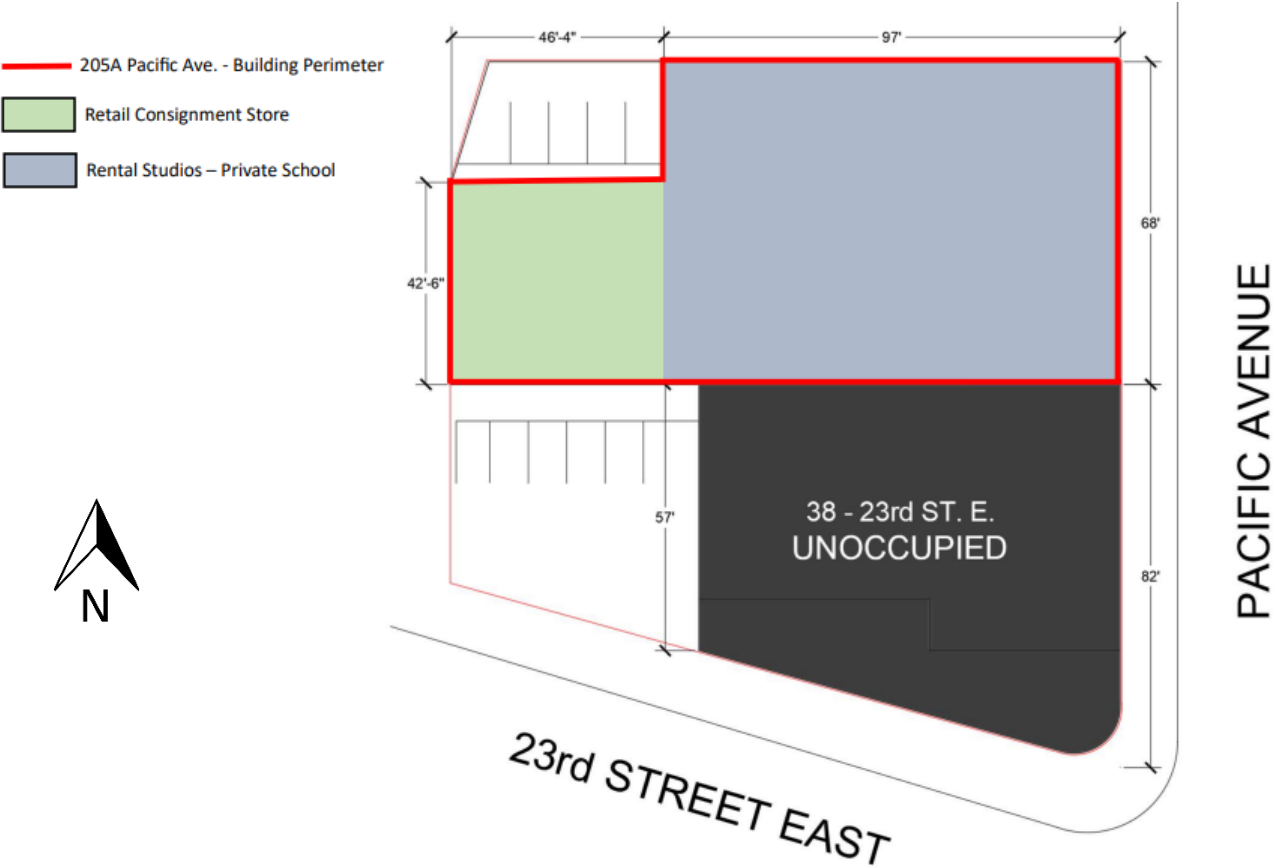 46'-4"
97'
205A Pacific Ave. - Building Perimeter
Retail Consignment Store
Rental Studios – Private School
68'
42'-6"
PACIFIC AVENUE
38 - 23rd ST. E.
UNOCCUPIED
57'
82'
N
23rd STREET EAST